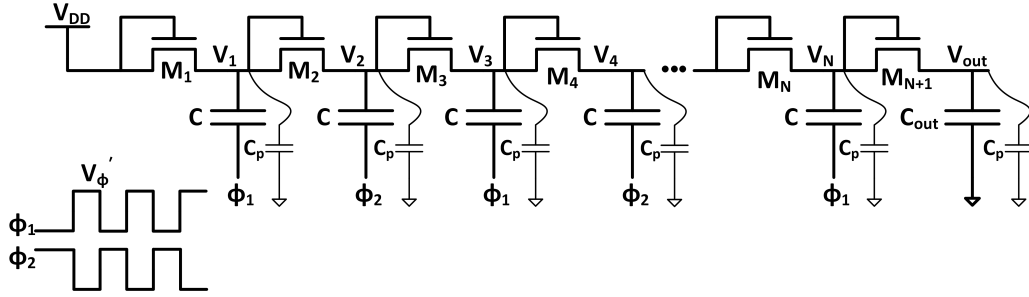 V_DD
V_1 V_2 V_3 V_4 V_N V_out
M_1 M_2 M_3 M_4 ••• M_N M_N+1
C C C C C C_out
C_p C_p C_p C_p C_p C_p
Φ_1 Φ_2 Φ_1 Φ_2 Φ_1
V_ϕ'
Φ_1
Φ_2